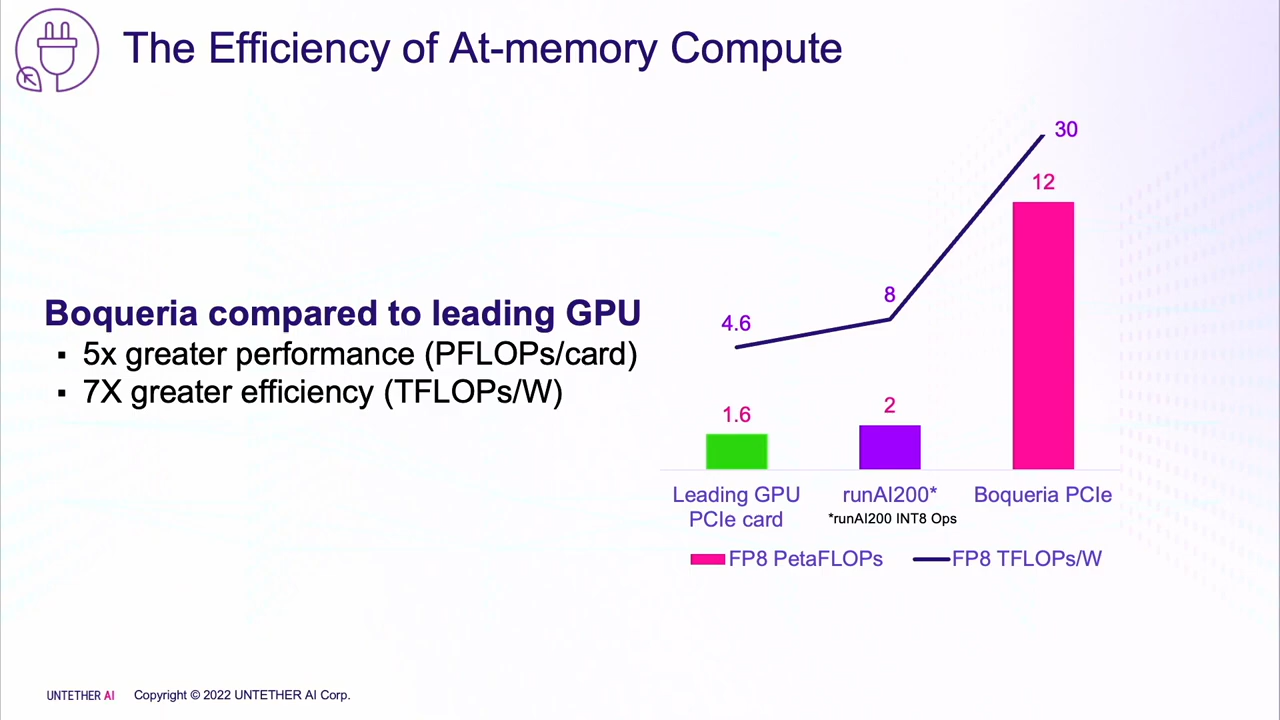 The Efficiency of At-memory Compute
Boqueria compared to leading GPU
▪ 5x greater performance (PFLOPs/card)
▪ 7X greater efficiency (TFLOPs/W)
30
12
8
4.6
2
1.6
Leading GPU PCIe card
runAI200*
*runAI200 INT8 Ops
Boqueria PCIe
FP8 PetaFLOPs
FP8 TFLOPs/W
UNTETHER AI
Copyright © 2022 UNTETHER AI Corp.